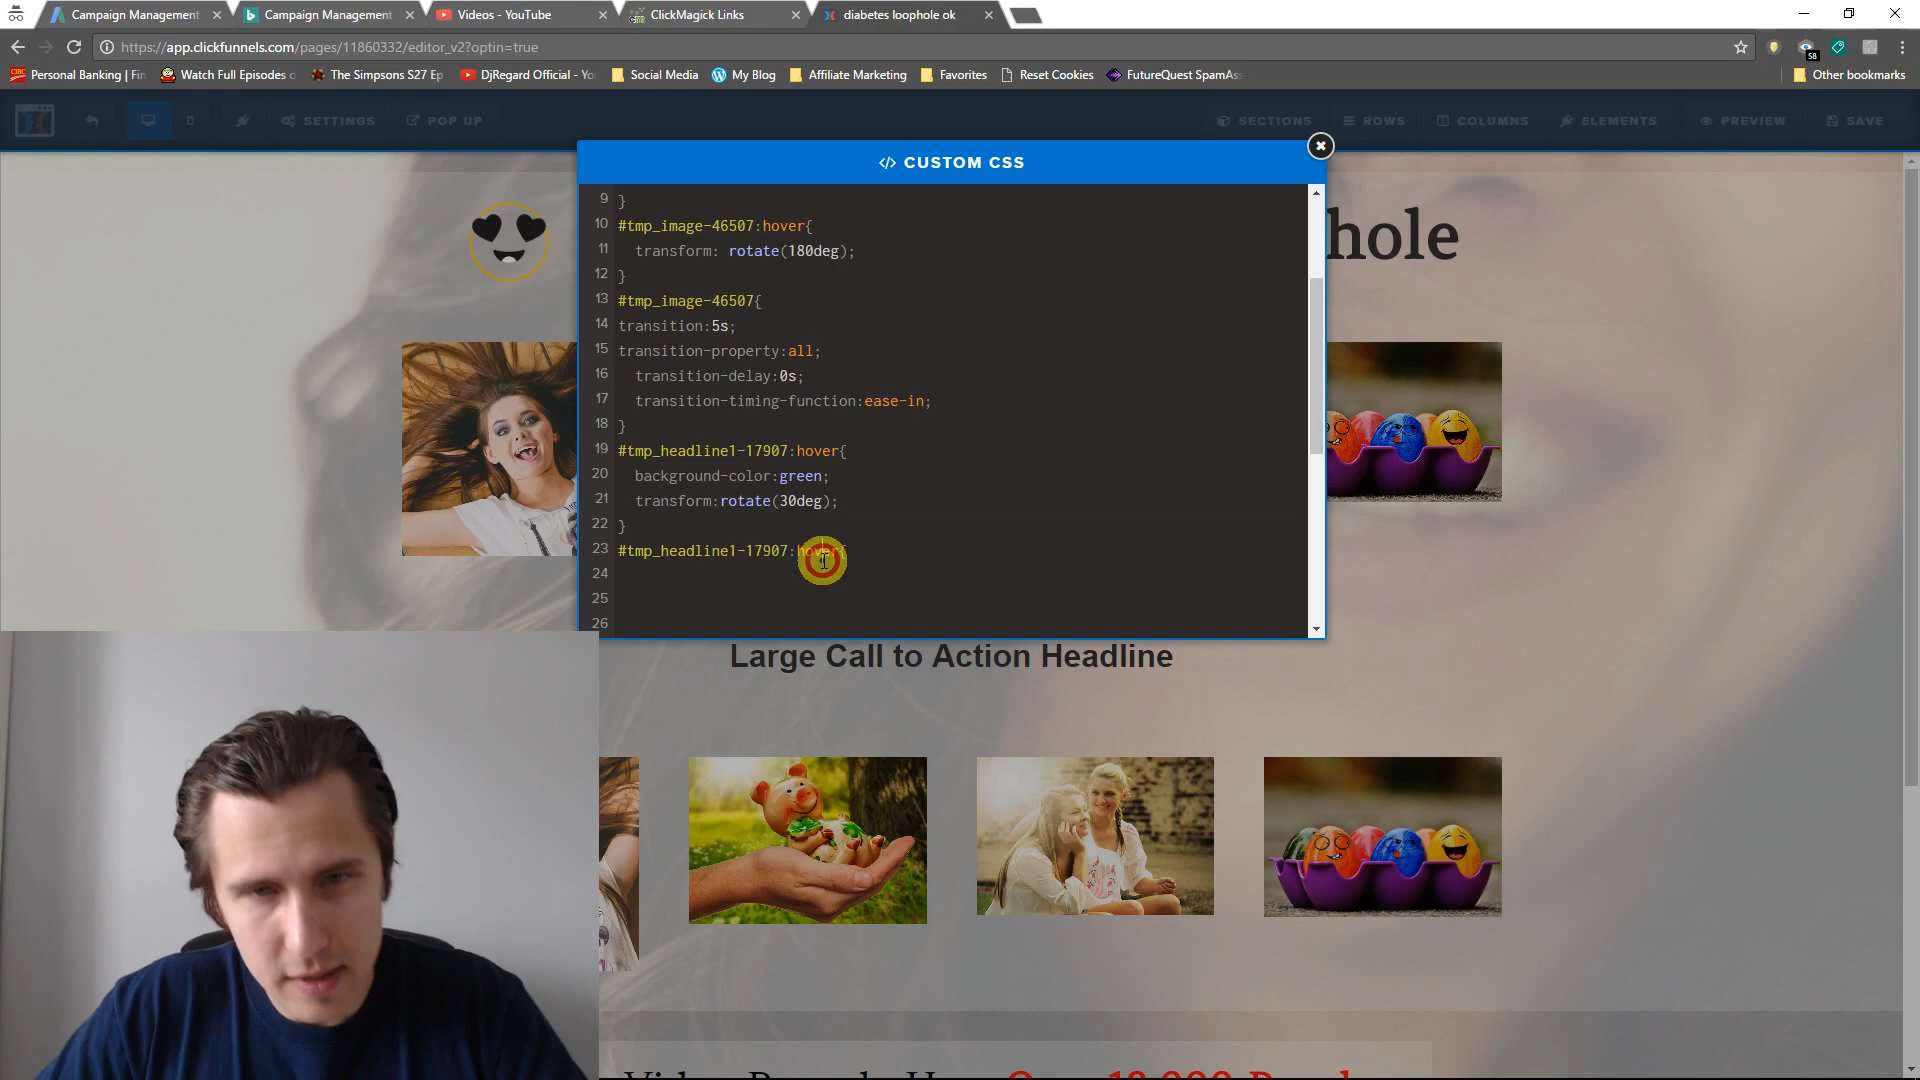 Campaign Management
Campaign Management
Videos - YouTube
ClickMagick Links
diabetes loophole ok
https://app.clickfunnels.com/pages/11860332/editor_v2?optin=true
58
CIBC Personal Banking | Fin
Watch Full Episodes o
The Simpsons S27 Ep
DjRegard Official - Yo
Social Media
My Blog
Affiliate Marketing
Favorites
Reset Cookies
FutureQuest SpamAss
Other bookmarks
SETTINGS
POP UP
SECTIONS
ROWS
COLUMNS
ELEMENTS
PREVIEW
SAVE
</> CUSTOM CSS
hole
9 }
10 #tmp_image-46507:hover{
11 transform: rotate(180deg);
12 }
13 #tmp_image-46507{
14 transition:5s;
15 transition-property:all;
16 transition-delay:0s;
17 transition-timing-function:ease-in;
18 }
19 #tmp_headline1-17907:hover{
20 background-color:green;
21 transform:rotate(30deg);
22 }
23 #tmp_headline1-17907:hover{
24
25
26
Large Call to Action Headline